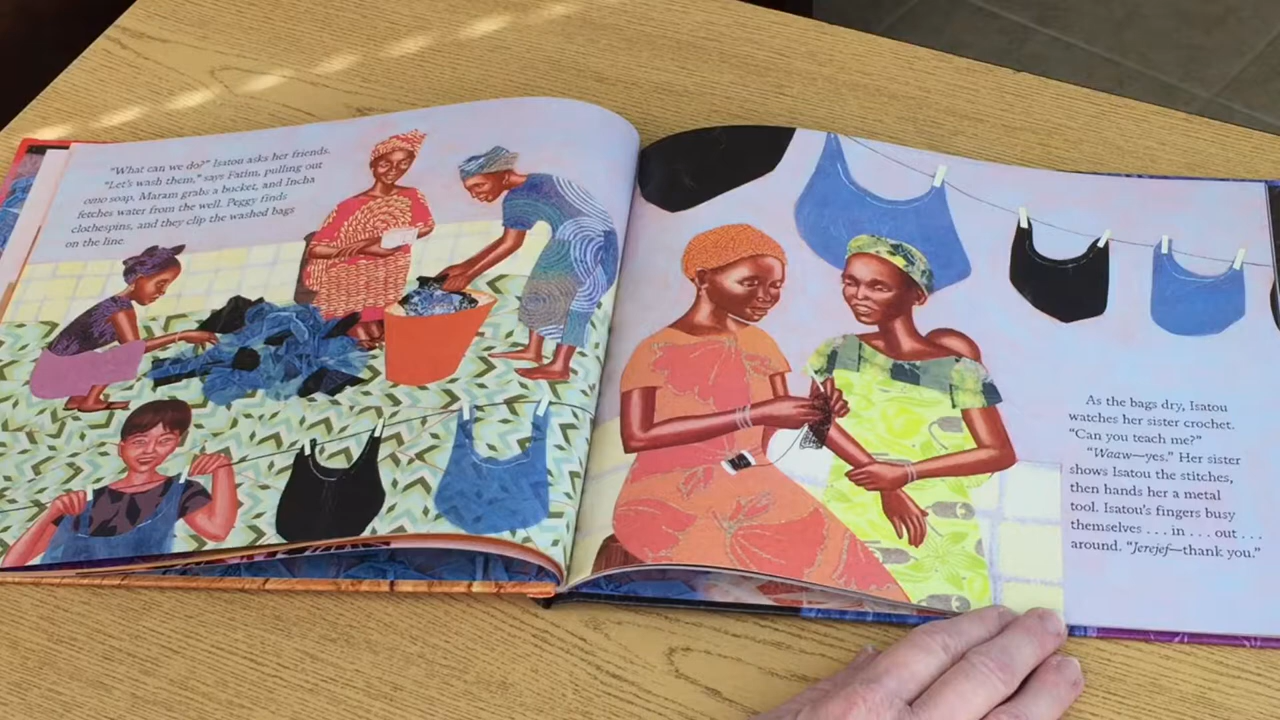 "What can we do?" Isatou asks her friends.
"Let's wash them," says Fatim, pulling out
omo soap. Maram grabs a bucket, and Incha
fetches water from the well. Peggy finds
clothespins, and they clip the washed bags
on the line.
As the bags dry, Isatou
watches her sister crochet.
"Can you teach me?"
"Waaw—yes." Her sister
shows Isatou the stitches,
then hands her a metal
tool. Isatou's fingers busy
themselves . . . in . . . out . . .
around. "Jerejef—thank you."